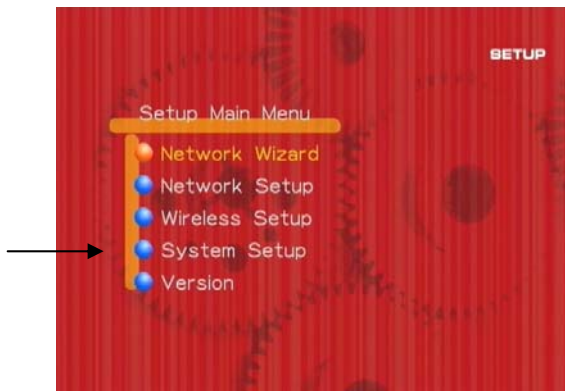 SETUP
Setup Main Menu
Network Wizard
Network Setup
Wireless Setup
System Setup
Version